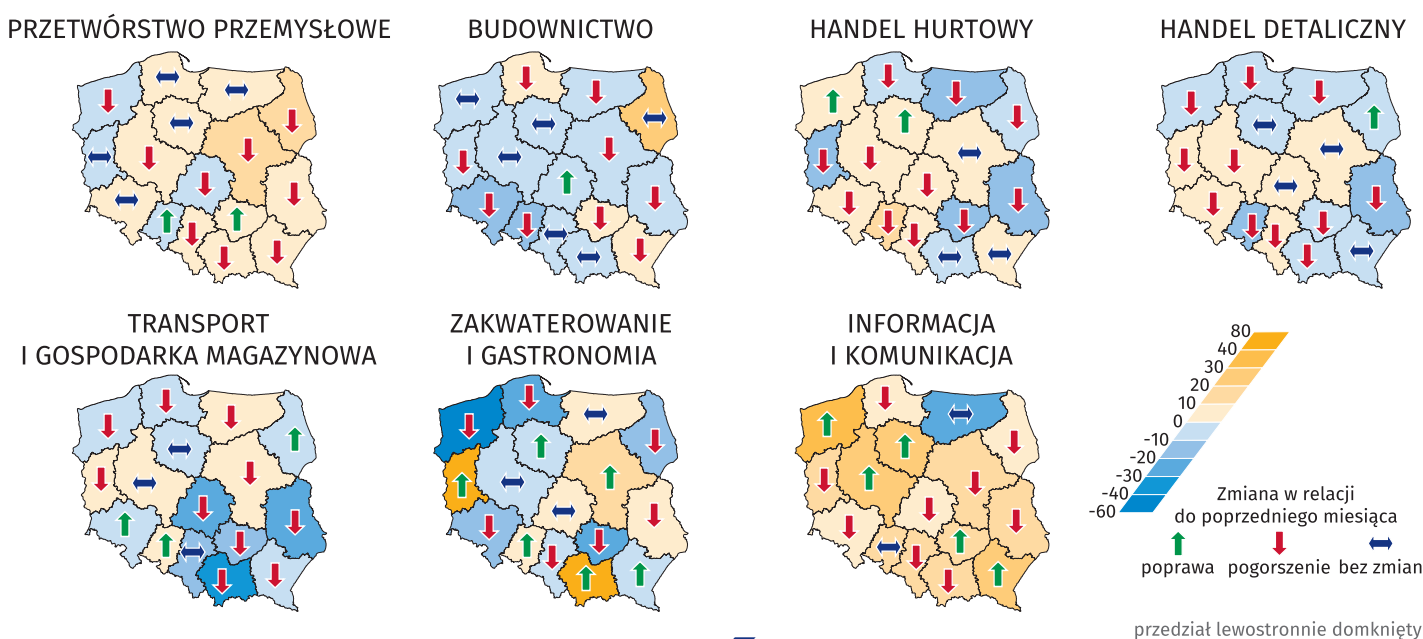 PRZETWÓRSTWO PRZEMYSŁOWE
BUDOWNICTWO
HANDEL HURTOWY
HANDEL DETALICZNY
TRANSPORT
I GOSPODARKA MAGAZYNOWA
ZAKWATEROWANIE
I GASTRONOMIA
INFORMACJA
I KOMUNIKACJA
80
40
30
20
10
0
-10
-20
-30
-40
-60
Zmiana w relacji
do poprzedniego miesiąca
poprawa pogorszenie bez zmian
przedział lewostronnie domknięty